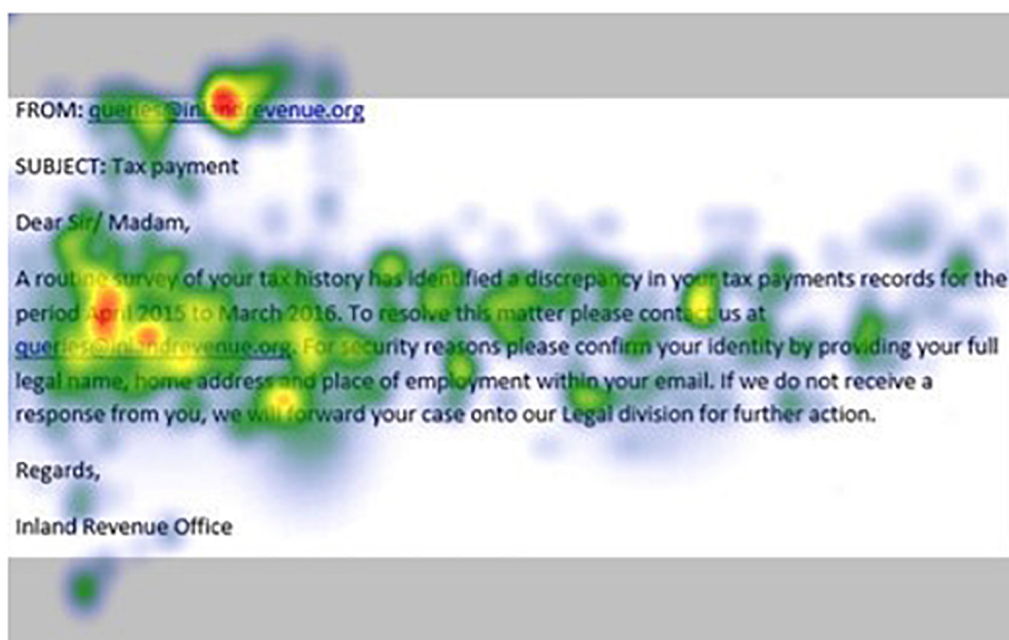 FROM: queries@inlandrevenue.org
SUBJECT: Tax payment
Dear Sir/ Madam,
A routine survey of your tax history has identified a discrepancy in your tax payments records for the
period April 2015 to March 2016. To resolve this matter please contact us at
queries@inlandrevenue.org. For security reasons please confirm your identity by providing your full
legal name, home address and place of employment within your email. If we do not receive a
response from you, we will forward your case onto our Legal division for further action.
Regards,
Inland Revenue Office